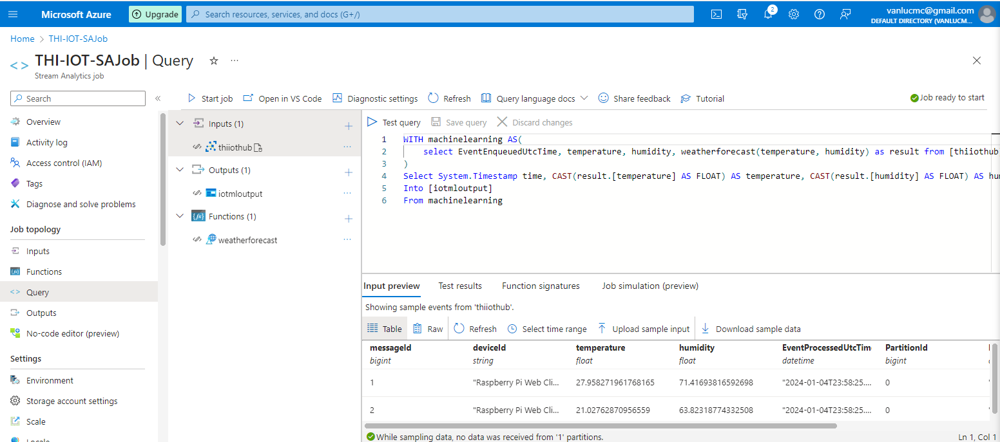 Microsoft Azure
Upgrade
Search resources, services, and docs (G+/)
2
vanlucmc@gmail.com
DEFAULT DIRECTORY (VANLUCM...
Home > THI-IOT-SAJob
<> THI-IOT-SAJob | Query ...
Stream Analytics job
Search
«
Start job
Open in VS Code
Diagnostic settings
Refresh
Query language docs
Share feedback
Tutorial
Job ready to start
Overview
Activity log
Access control (IAM)
Tags
Diagnose and solve problems
Job topology
Inputs
Functions
Query
Outputs
No-code editor (preview)
Settings
Environment
Storage account settings
Scale
Locale
Inputs (1)
thiiothub
Outputs (1)
iotmloutput
Functions (1)
weatherforecast
Test query
Save query
Discard changes
1 WITH machinelearning AS(
2 select EventEnqueuedUtcTime, temperature, humidity, weatherforecast(temperature, humidity) as result from [thiiothub
3 )
4 Select System.Timestamp time, CAST(result.[temperature] AS FLOAT) AS temperature, CAST(result.[humidity] AS FLOAT) AS hum
5 Into [iotmloutput]
6 From machinelearning
Input preview
Test results
Function signatures
Job simulation (preview)
Showing sample events from 'thiiothub'.
Table
Raw
Refresh
Select time range
Upload sample input
Download sample data
messageId deviceId temperature humidity EventProcessedUtcTime PartitionId
bigint string float float datetime bigint
1 "Raspberry Pi Web Cli... 27.958271961768165 71.41693816592698 "2024-01-04T23:58:25.... 0
2 "Raspberry Pi Web Cli... 21.02762870956559 63.82318774332508 "2024-01-04T23:58:25.... 0
While sampling data, no data was received from '1' partitions.
Ln 1, Col 1